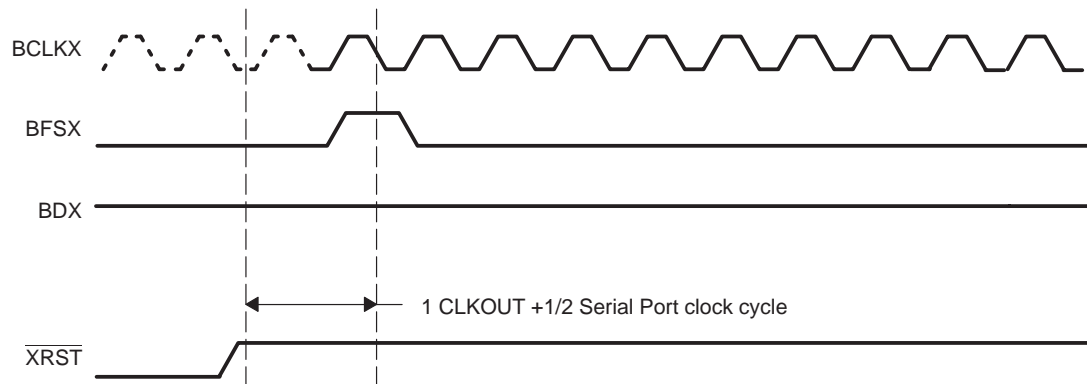 BCLKX
BFSX
BDX
1 CLKOUT +1/2 Serial Port clock cycle
XRST